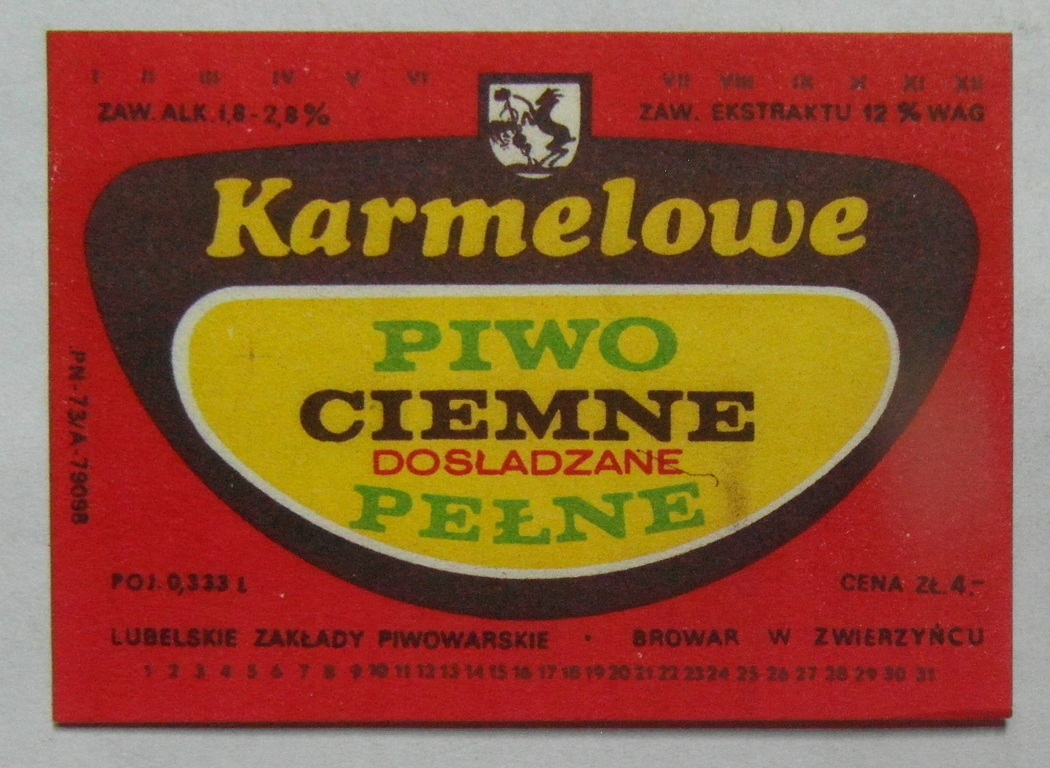 I II III IV V VI VII VIII IX X XI XII
ZAW. ALK. 1,8-2,8% ZAW. EKSTRAKTU 12 % WAG
Karmelowe
PIWO
CIEMNE
DOSŁADZANE
PEŁNE
PN-73/A-79098
POJ. 0,333 L CENA ZŁ. 4.-
LUBELSKIE ZAKŁADY PIWOWARSKIE · BROWAR W ZWIERZYŃCU
1 2 3 4 5 6 7 8 9 10 11 12 13 14 15 16 17 18 19 20 21 22 23 24 25 26 27 28 29 30 31